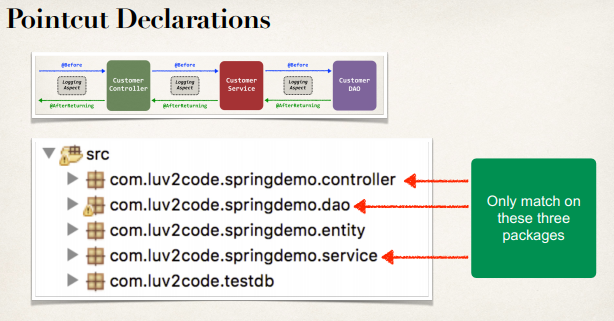 Pointcut Declarations
@Before
@Before
@Before
Logging
Aspect
Customer
Controller
Logging
Aspect
Customer
Service
Logging
Aspect
Customer
DAO
@AfterReturning
@AfterReturning
@AfterReturning
src
com.luv2code.springdemo.controller
com.luv2code.springdemo.dao
com.luv2code.springdemo.entity
com.luv2code.springdemo.service
com.luv2code.testdb
Only match on
these three
packages